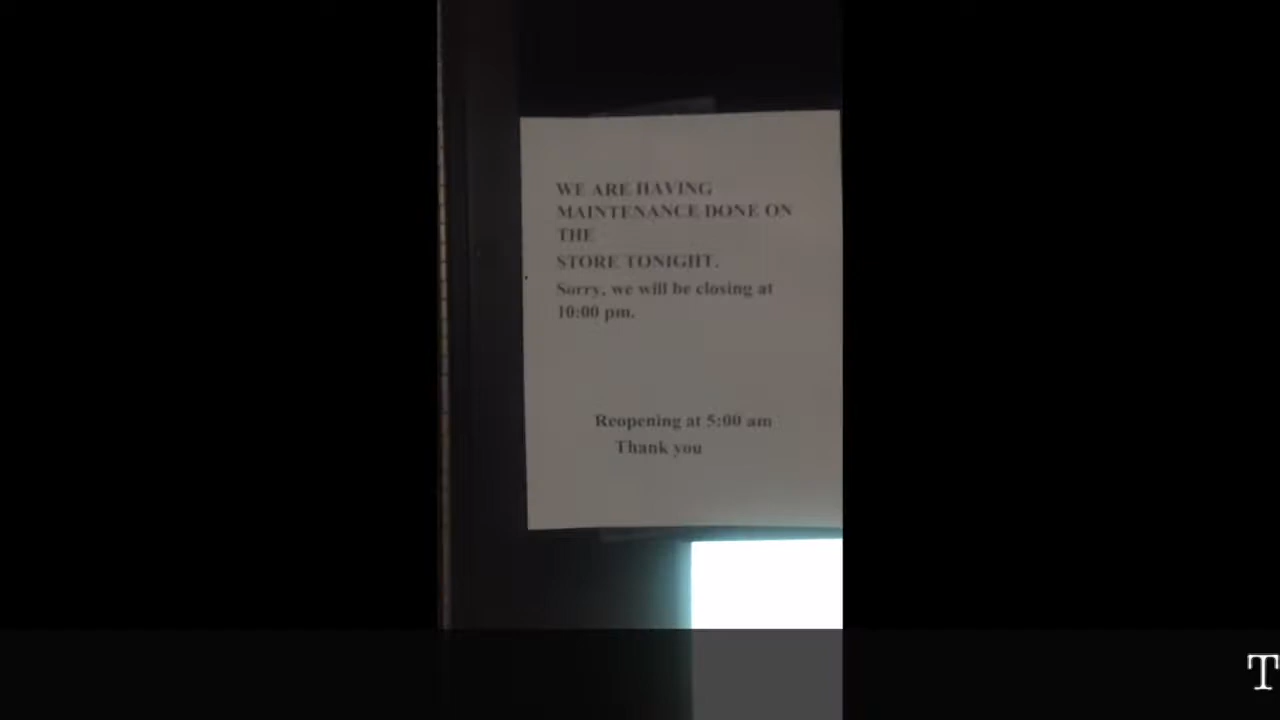 WE ARE HAVING
MAINTENANCE DONE ON
THE
STORE TONIGHT.
Sorry, we will be closing at
10:00 pm.
Reopening at 5:00 am
Thank you
T